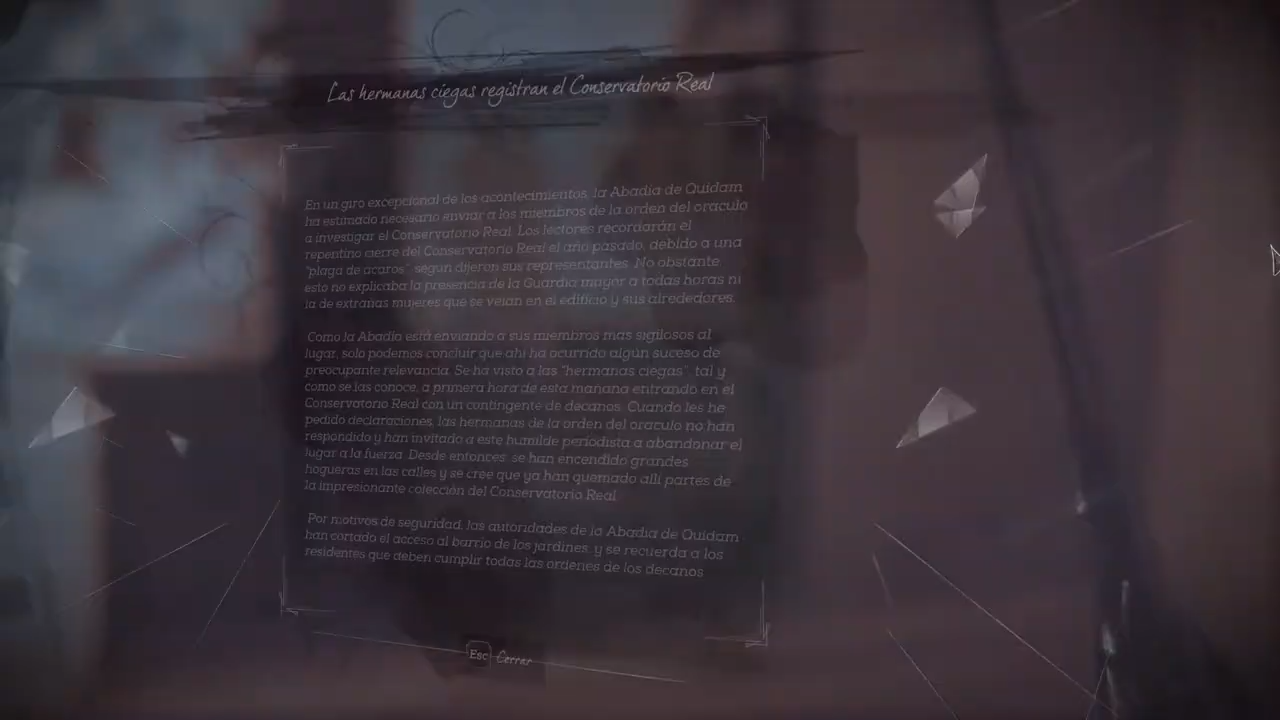 Las hermanas ciegas registran el Conservatorio Real
En un giro excepcional de los acontecimientos, la Abadía de Quidam
ha estimado necesario enviar a los miembros de la orden del oráculo
a investigar el Conservatorio Real. Los lectores recordarán el
repentino cierre del Conservatorio Real el año pasado, debido a una
"plaga de ácaros", según dijeron sus representantes. No obstante,
esto no explicaba la presencia de la Guardia mayor a todas horas ni
la de extrañas mujeres que se veían en el edificio y sus alrededores.
Como la Abadía está enviando a sus miembros más sigilosos al
lugar, solo podemos concluir que ahí ha ocurrido algún suceso de
preocupante relevancia. Se ha visto a las "hermanas ciegas", tal y
como se las conoce, a primera hora de esta mañana entrando en el
Conservatorio Real con un contingente de decanos. Cuando les he
pedido declaraciones, las hermanas de la orden del oráculo no han
respondido y han invitado a este humilde periodista a abandonar el
lugar a la fuerza. Desde entonces, se han encendido grandes
hogueras en las calles y se cree que ya han quemado allí partes de
la impresionante colección del Conservatorio Real.
Por motivos de seguridad, las autoridades de la Abadía de Quidam
han cortado el acceso al barrio de los jardines, y se recuerda a los
residentes que deben cumplir todas las órdenes de los decanos
Esc Cerrar